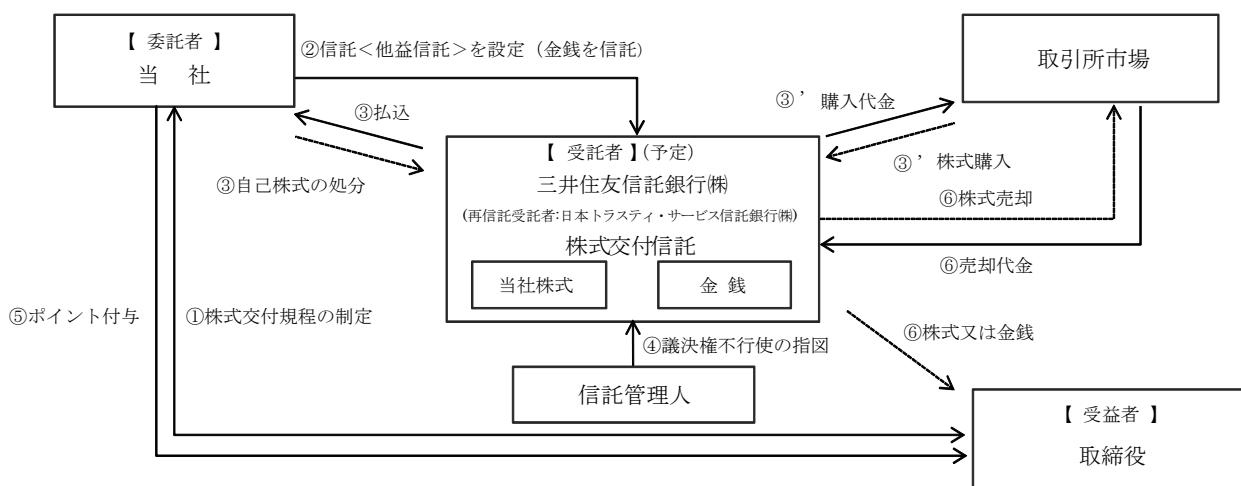 【 委託者 】
当 社
②信託<他益信託>を設定（金銭を信託）
取引所市場
③払込
③’購入代金
③自己株式の処分
【 受託者 】（予定）
三井住友信託銀行㈱
(再信託受託者:日本トラスティ・サービス信託銀行㈱)
株式交付信託
当社株式
金 銭
③’株式購入
⑥株式売却
⑥売却代金
⑤ポイント付与
①株式交付規程の制定
④議決権不行使の指図
⑥株式又は金銭
信託管理人
【 受益者 】
取締役